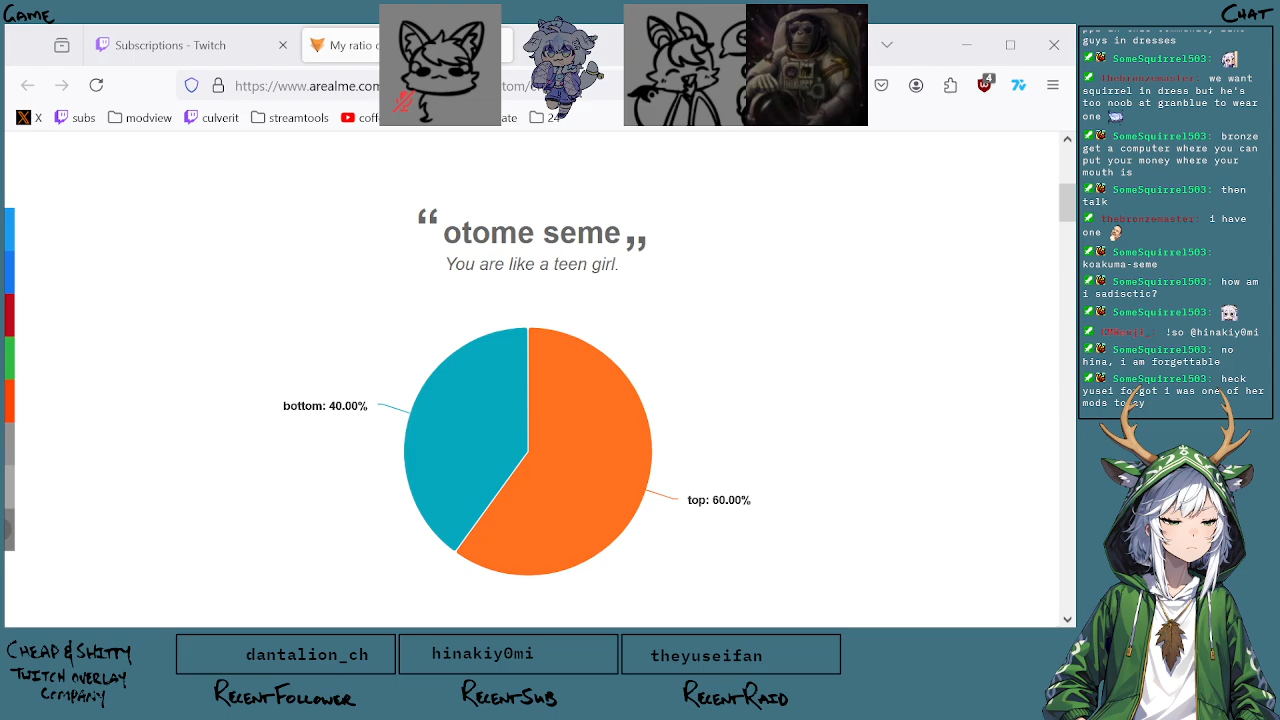 GAME
CHAT
Subscriptions - Twitch
My ratio
https://www.arealme.com
X
subs
modview
culverit
streamtools
4
guys in dresses
SomeSquirrel503:
thebronzemaster: we want
squirrel in dress but he's
too noob at granblue to wear
one
SomeSquirrel503: bronze
get a computer where you can
put your money where your
mouth is
SomeSquirrel503: then
talk
thebronzemaster: i have
one
SomeSquirrel503:
koakuma-seme
SomeSquirrel503: how am
i sadisctic?
SomeSquirrel503:
!so @hinakiy0mi
SomeSquirrel503: no
hina, i am forgettable
SomeSquirrel503: heck
yusei forgot i was one of her
mods today
“ otome seme „
You are like a teen girl.
bottom: 40.00%
top: 60.00%
CHEAP & SHITTY
TWITCH OVERLAY
COMPANY
dantalion_ch
hinakiy0mi
theyuseifan
RECENT FOLLOWER
RECENT SUB
RECENT RAID